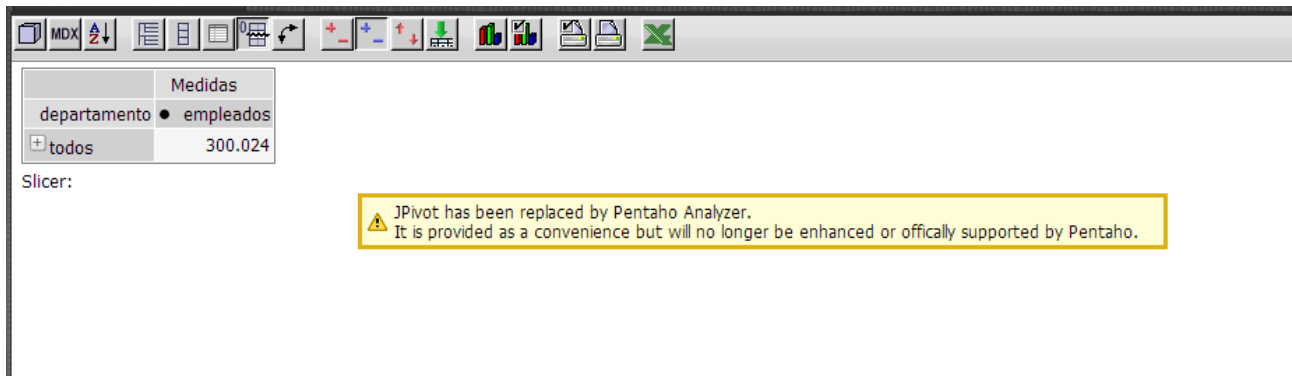 MDX A Z
Medidas
departamento ● empleados
+ todos 300.024
Slicer:
JPivot has been replaced by Pentaho Analyzer.
It is provided as a convenience but will no longer be enhanced or offically supported by Pentaho.